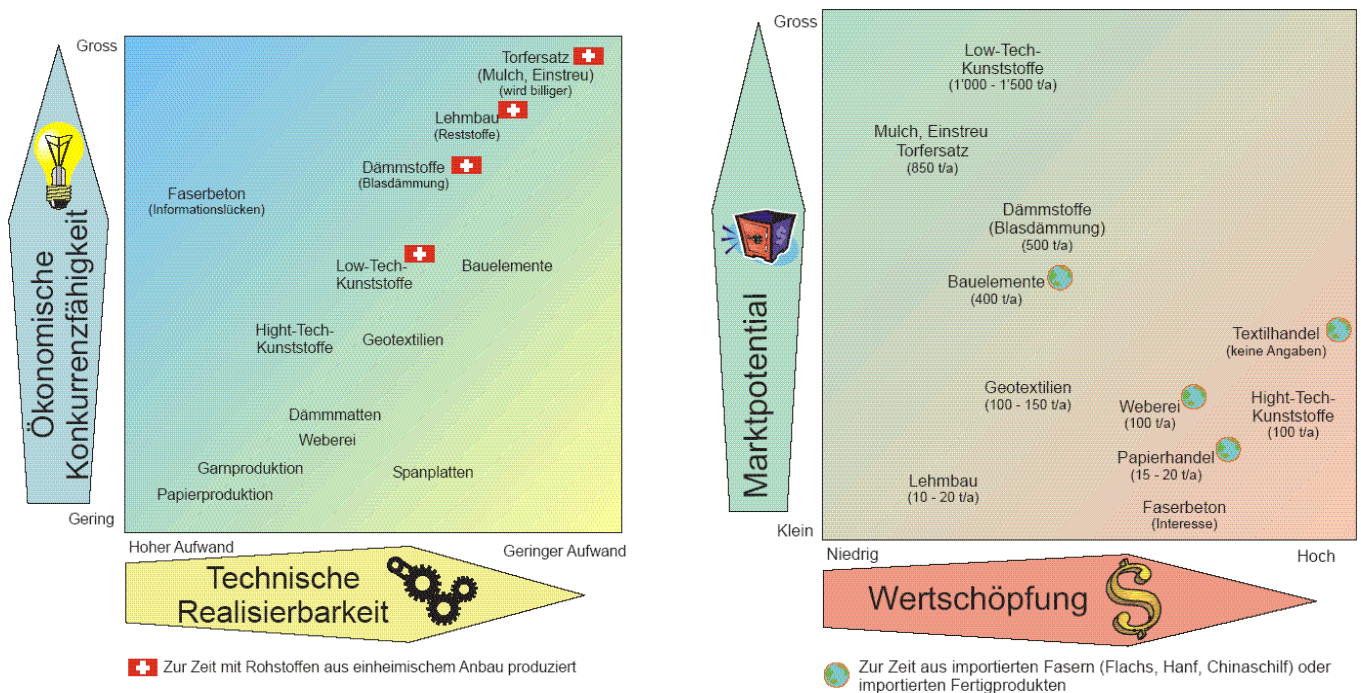 Gross
Torfersatz
(Mulch, Einstreu)
(wird billiger)
Lehmbau
(Reststoffe)
Dämmstoffe
(Blasdämmung)
Faserbeton
(Informationslücken)
Low-Tech-
Kunststoffe
Bauelemente
Hight-Tech-
Kunststoffe
Geotextilien
Dämmmatten
Weberei
Garnproduktion
Spanplatten
Papierproduktion
Gering
Ökonomische
Konkurrenzfähigkeit
Hoher Aufwand
Geringer Aufwand
Technische
Realisierbarkeit
Zur Zeit mit Rohstoffen aus einheimischem Anbau produziert
Gross
Low-Tech-
Kunststoffe
(1'000 - 1'500 t/a)
Mulch, Einstreu
Torfersatz
(850 t/a)
Dämmstoffe
(Blasdämmung)
(500 t/a)
Bauelemente
(400 t/a)
Textilhandel
(keine Angaben)
Geotextilien
(100 - 150 t/a)
Weberei
(100 t/a)
Hight-Tech-
Kunststoffe
(100 t/a)
Papierhandel
(15 - 20 t/a)
Lehmbau
(10 - 20 t/a)
Faserbeton
(Interesse)
Klein
Marktpotential
Niedrig
Hoch
Wertschöpfung
Zur Zeit aus importierten Fasern (Flachs, Hanf, Chinaschilf) oder
importierten Fertigprodukten